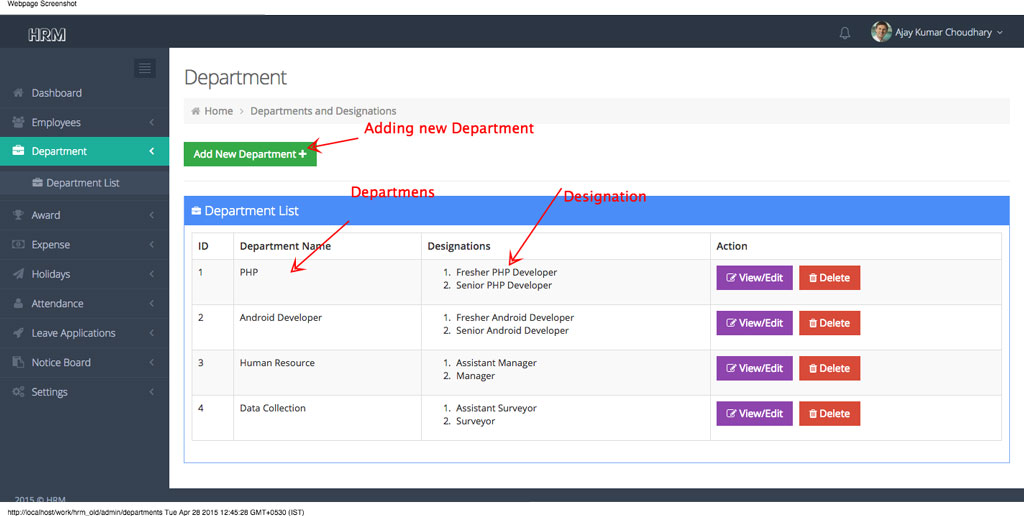 Webpage Screenshot
HRM
Ajay Kumar Choudhary
Dashboard
Employees
Department
Department List
Award
Expense
Holidays
Attendance
Leave Applications
Notice Board
Settings
2015 © HRM
Department
Home > Departments and Designations
Adding new Department
Add New Department +
Departmens
Designation
Department List
ID Department Name Designations Action
1 PHP 1. Fresher PHP Developer View/Edit Delete
2. Senior PHP Developer
2 Android Developer 1. Fresher Android Developer View/Edit Delete
2. Senior Android Developer
3 Human Resource 1. Assistant Manager View/Edit Delete
2. Manager
4 Data Collection 1. Assistant Surveyor View/Edit Delete
2. Surveyor
http://localhost/work/hrm_old/admin/departments Tue Apr 28 2015 12:45:28 GMT+0530 (IST)